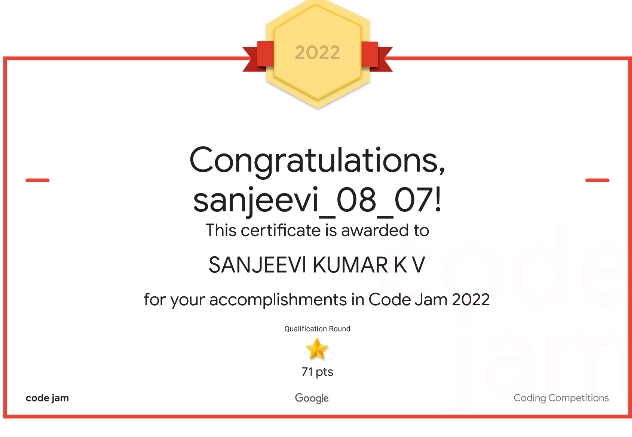 2022
Congratulations,
sanjeevi_08_07!
This certificate is awarded to
SANJEEVI KUMAR K V
for your accomplishments in Code Jam 2022
Qualification Round
71 pts
code jam
Google
Coding Competitions
code
jam